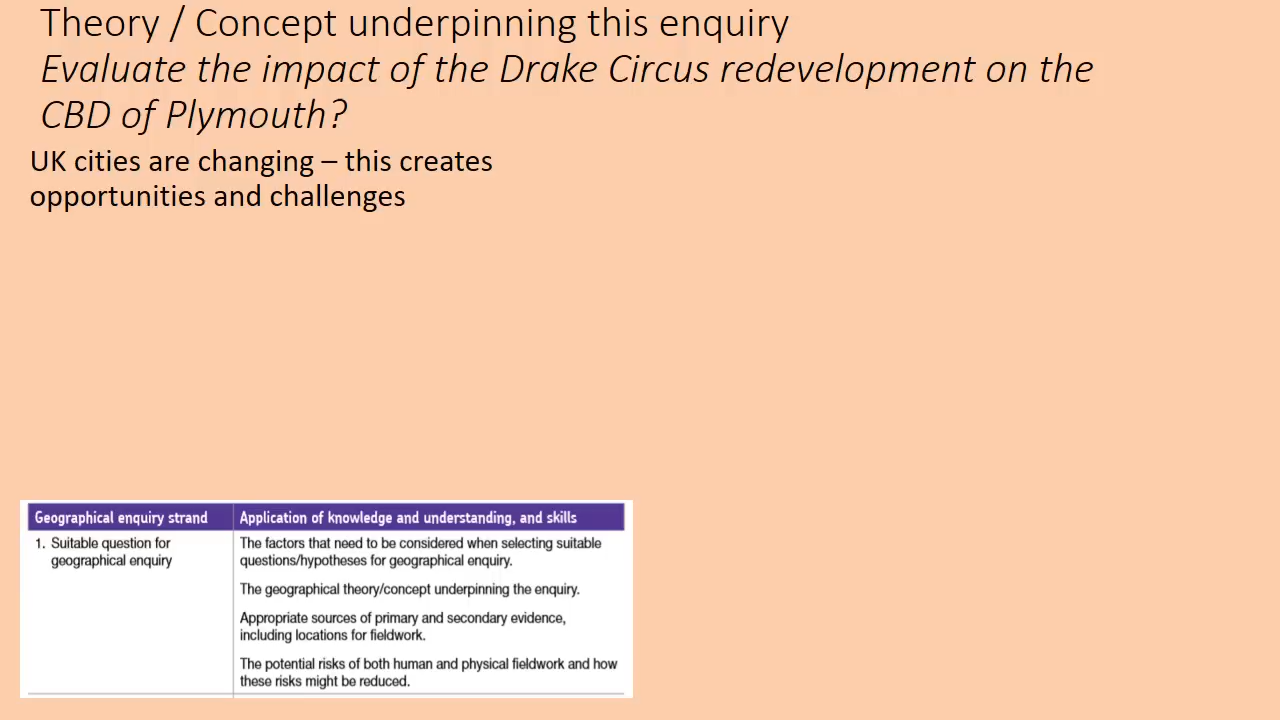 Theory / Concept underpinning this enquiry
Evaluate the impact of the Drake Circus redevelopment on the
CBD of Plymouth?
UK cities are changing – this creates
opportunities and challenges
Geographical enquiry strand
Application of knowledge and understanding, and skills
1. Suitable question for
geographical enquiry
The factors that need to be considered when selecting suitable
questions/hypotheses for geographical enquiry.
The geographical theory/concept underpinning the enquiry.
Appropriate sources of primary and secondary evidence,
including locations for fieldwork.
The potential risks of both human and physical fieldwork and how
these risks might be reduced.